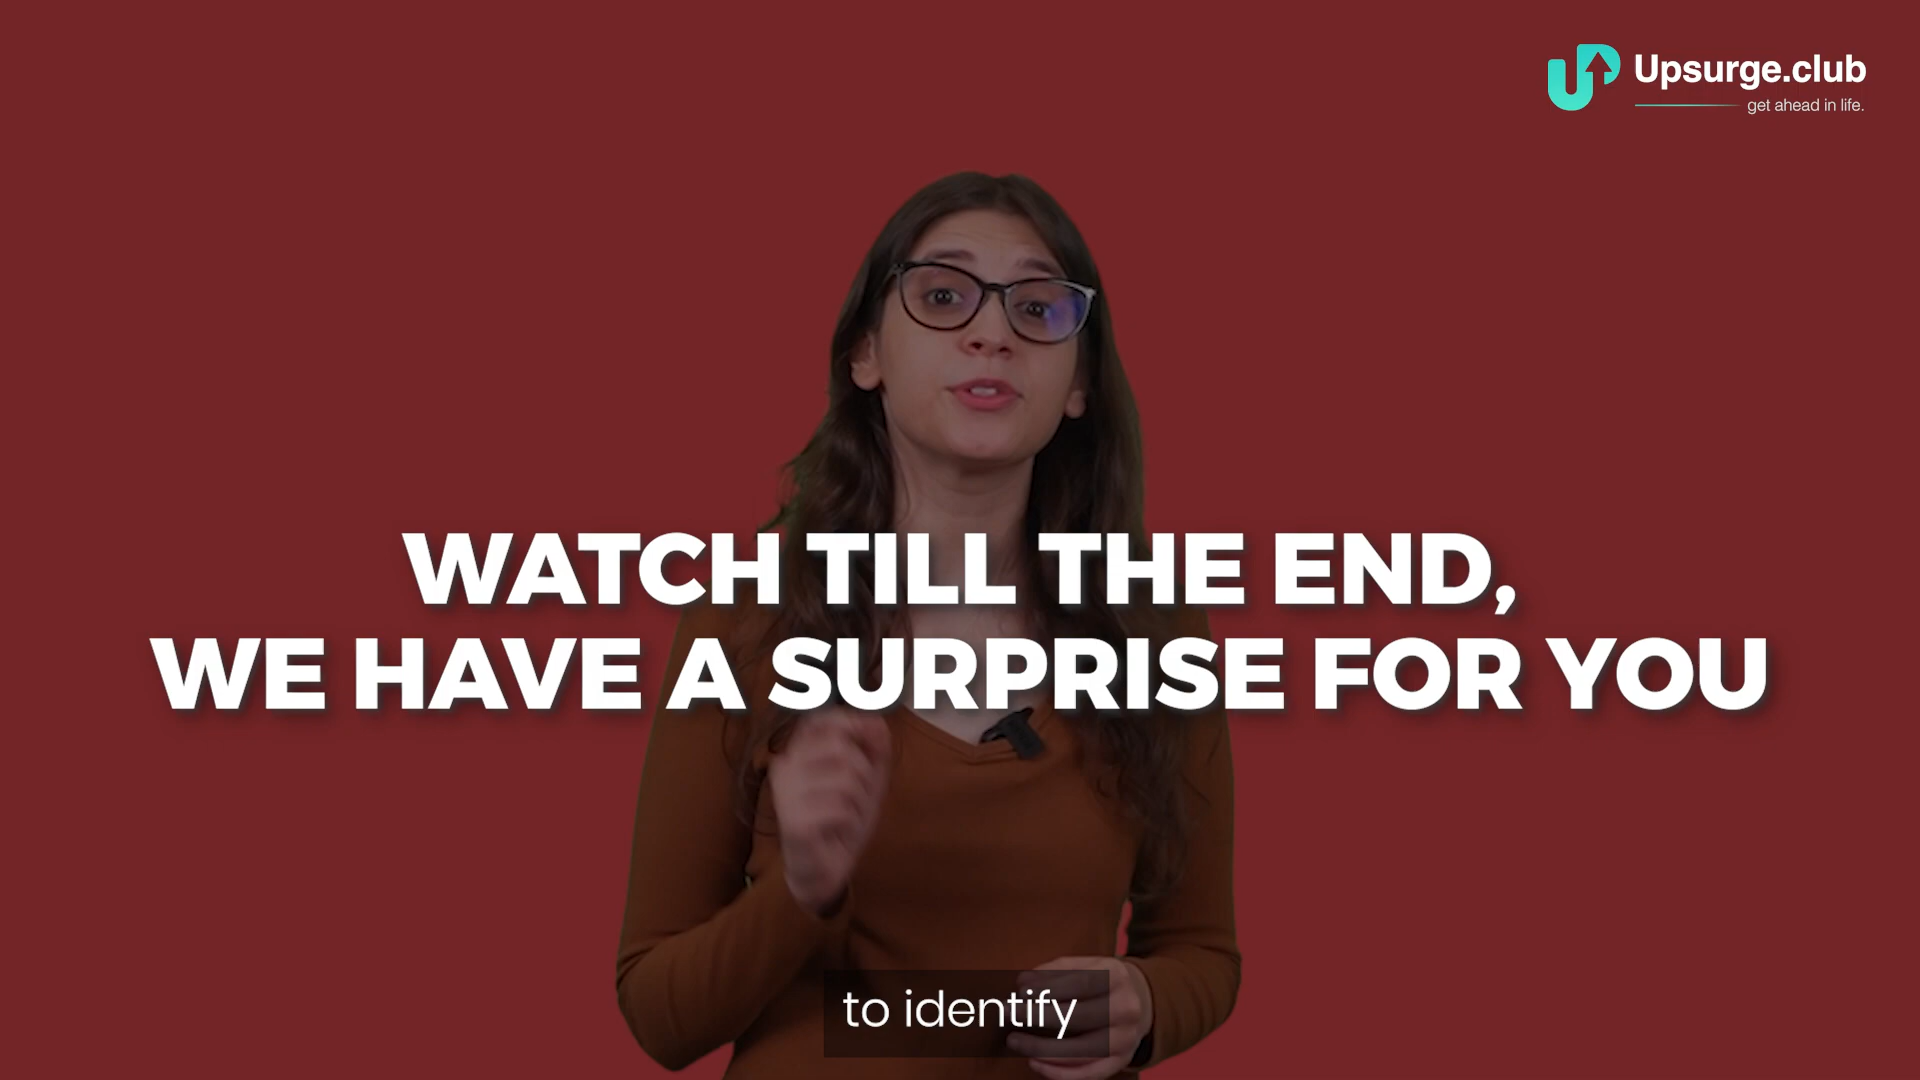 Upsurge.club
get ahead in life.
WATCH TILL THE END,
WE HAVE A SURPRISE FOR YOU
to identify